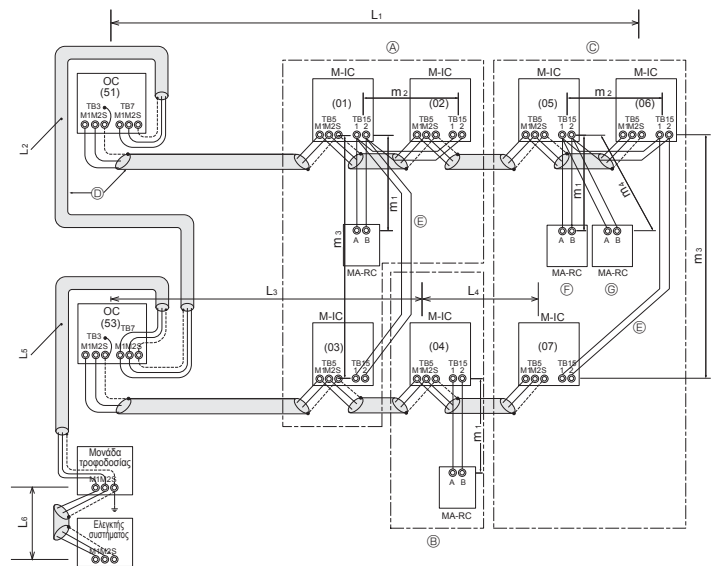 L1
Ⓐ
Ⓒ
OC
(51)
TB3 TB7
M1M2S M1M2S
M-IC
(01)
TB5 TB15
M1M2S 1 2
m2
M-IC
(02)
TB5 TB15
M1M2S 1 2
M-IC
(05)
TB5 TB15
M1M2S 1 2
m2
M-IC
(06)
TB5 TB15
M1M2S 1 2
L2
Ⓓ
m3
m1
Ⓔ
A B
MA-RC
m1
m4
A B
MA-RC
Ⓕ
A B
MA-RC
Ⓖ
m3
Ⓔ
L3
L4
L5
OC
(53)
TB3 TB7
M1M2S M1M2S
M-IC
(03)
TB5 TB15
M1M2S 1 2
M-IC
(04)
TB5 TB15
M1M2S 1 2
M-IC
(07)
TB5 TB15
M1M2S 1 2
m1
A B
MA-RC
Ⓑ
Μονάδα
τροφοδοσίας
M1M2S
L6
Ελεγκτής
συστήματος
M1M2S